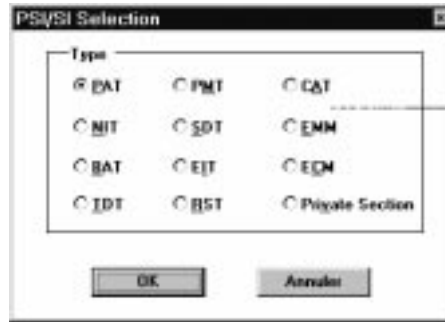 PSI/SI Selection
Type
PAT PMT CAT
NIT SDT EMM
BAT EIT ECM
TDT RST Private Section
OK Annuler